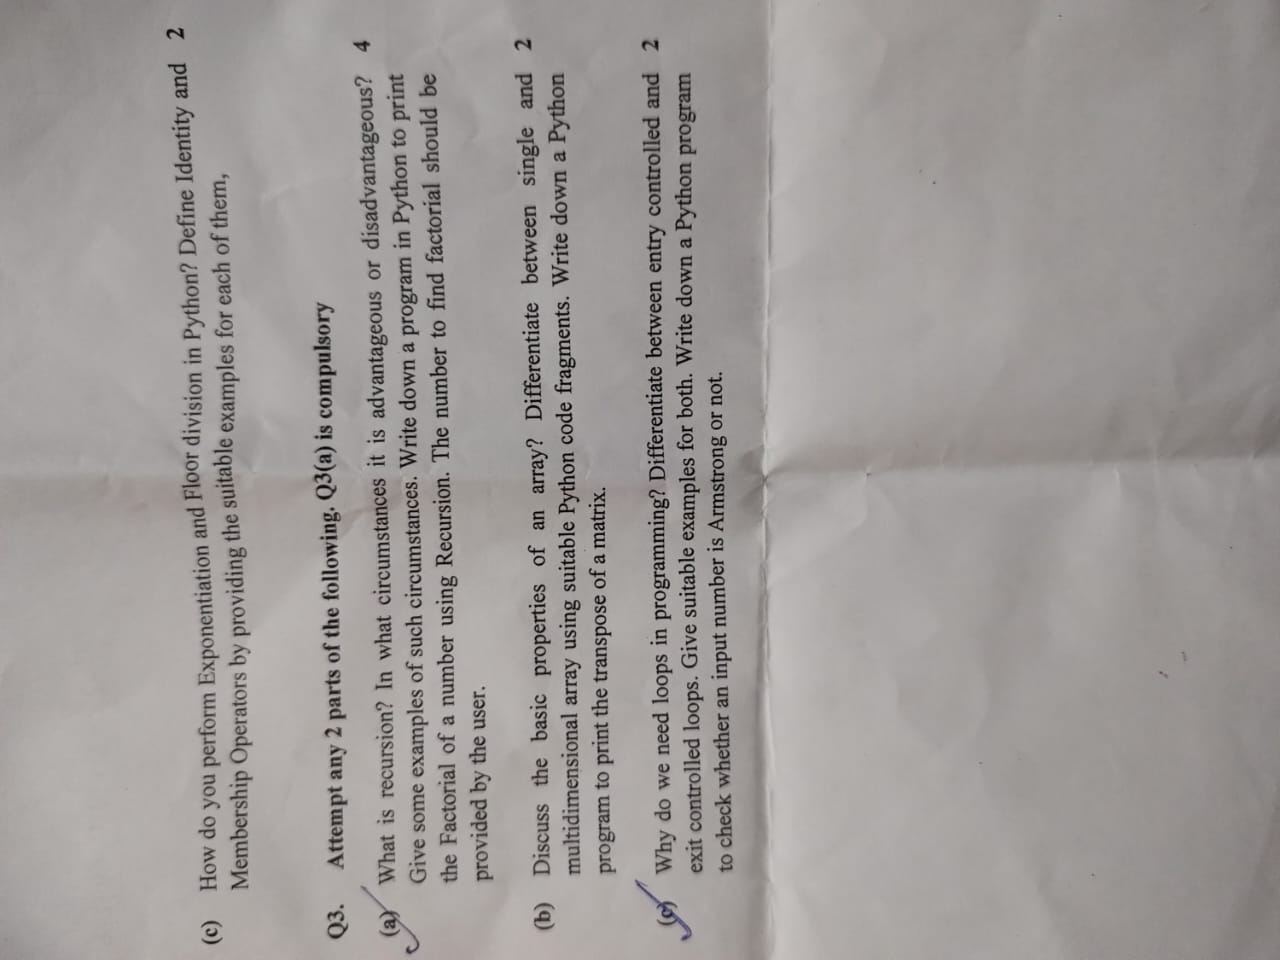 (c) How do you perform Exponentiation and Floor division in Python? Define Identity and 2
Membership Operators by providing the suitable examples for each of them,
Q3. Attempt any 2 parts of the following. Q3(a) is compulsory
(a) What is recursion? In what circumstances it is advantageous or disadvantageous? 4
Give some examples of such circumstances. Write down a program in Python to print
the Factorial of a number using Recursion. The number to find factorial should be
provided by the user.
(b) Discuss the basic properties of an array? Differentiate between single and 2
multidimensional array using suitable Python code fragments. Write down a Python
program to print the transpose of a matrix.
(c) Why do we need loops in programming? Differentiate between entry controlled and 2
exit controlled loops. Give suitable examples for both. Write down a Python program
to check whether an input number is Armstrong or not.